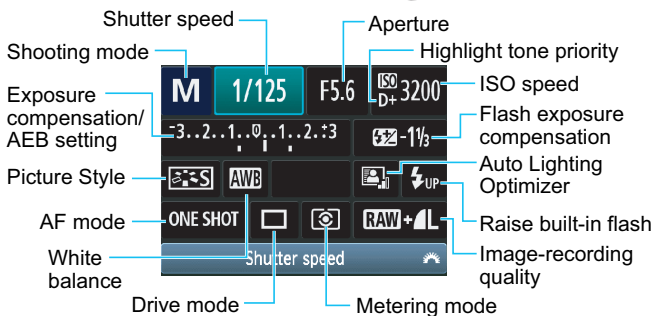 Shutter speed
Aperture
Shooting mode
Highlight tone priority
M 1/125 F5.6 ISO D+ 3200
ISO speed
Exposure compensation/ AEB setting
-3..2..1..0..1..2.+3
-1⅓
Flash exposure compensation
Picture Style
S AWB
UP
Auto Lighting Optimizer
AF mode
ONE SHOT
RAW+L
Raise built-in flash
White balance
Shutter speed
Image-recording quality
Drive mode
Metering mode